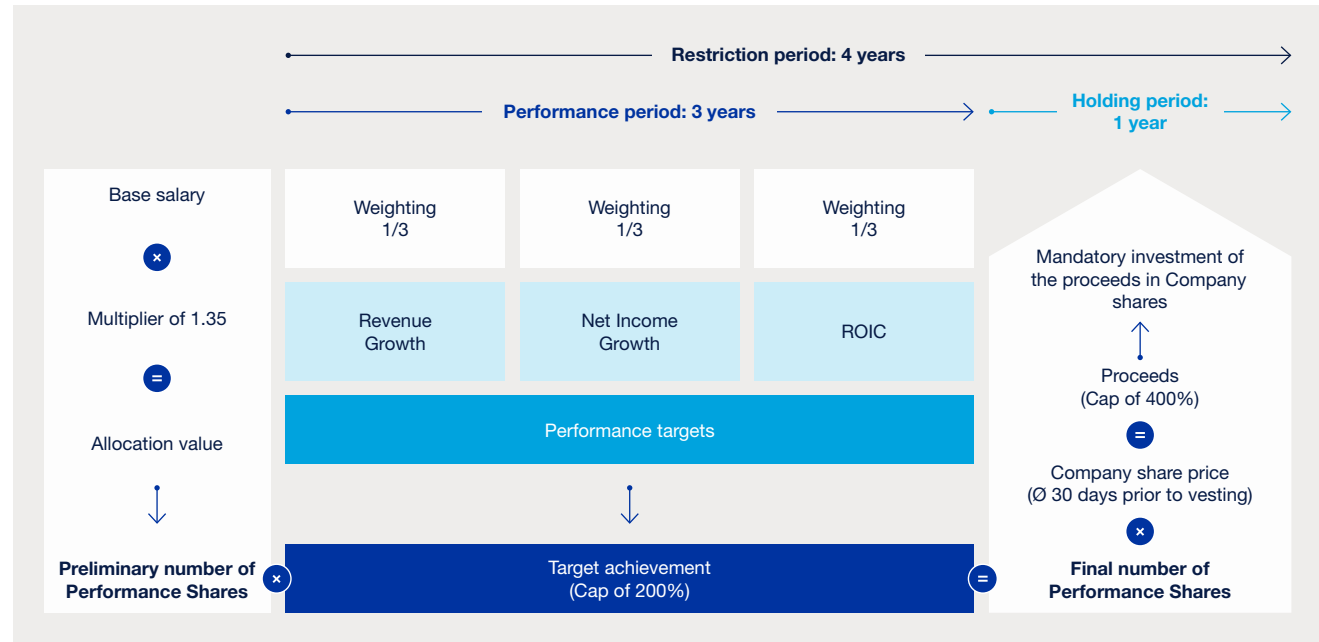 Restriction period: 4 years
Performance period: 3 years
Holding period:
1 year
Base salary
×
Multiplier of 1.35
=
Allocation value
Preliminary number of
Performance Shares
×
Weighting
1/3
Weighting
1/3
Weighting
1/3
Revenue
Growth
Net Income
Growth
ROIC
Performance targets
Target achievement
(Cap of 200%)
=
Mandatory investment of
the proceeds in Company
shares
Proceeds
(Cap of 400%)
=
Company share price
(Ø 30 days prior to vesting)
×
Final number of
Performance Shares